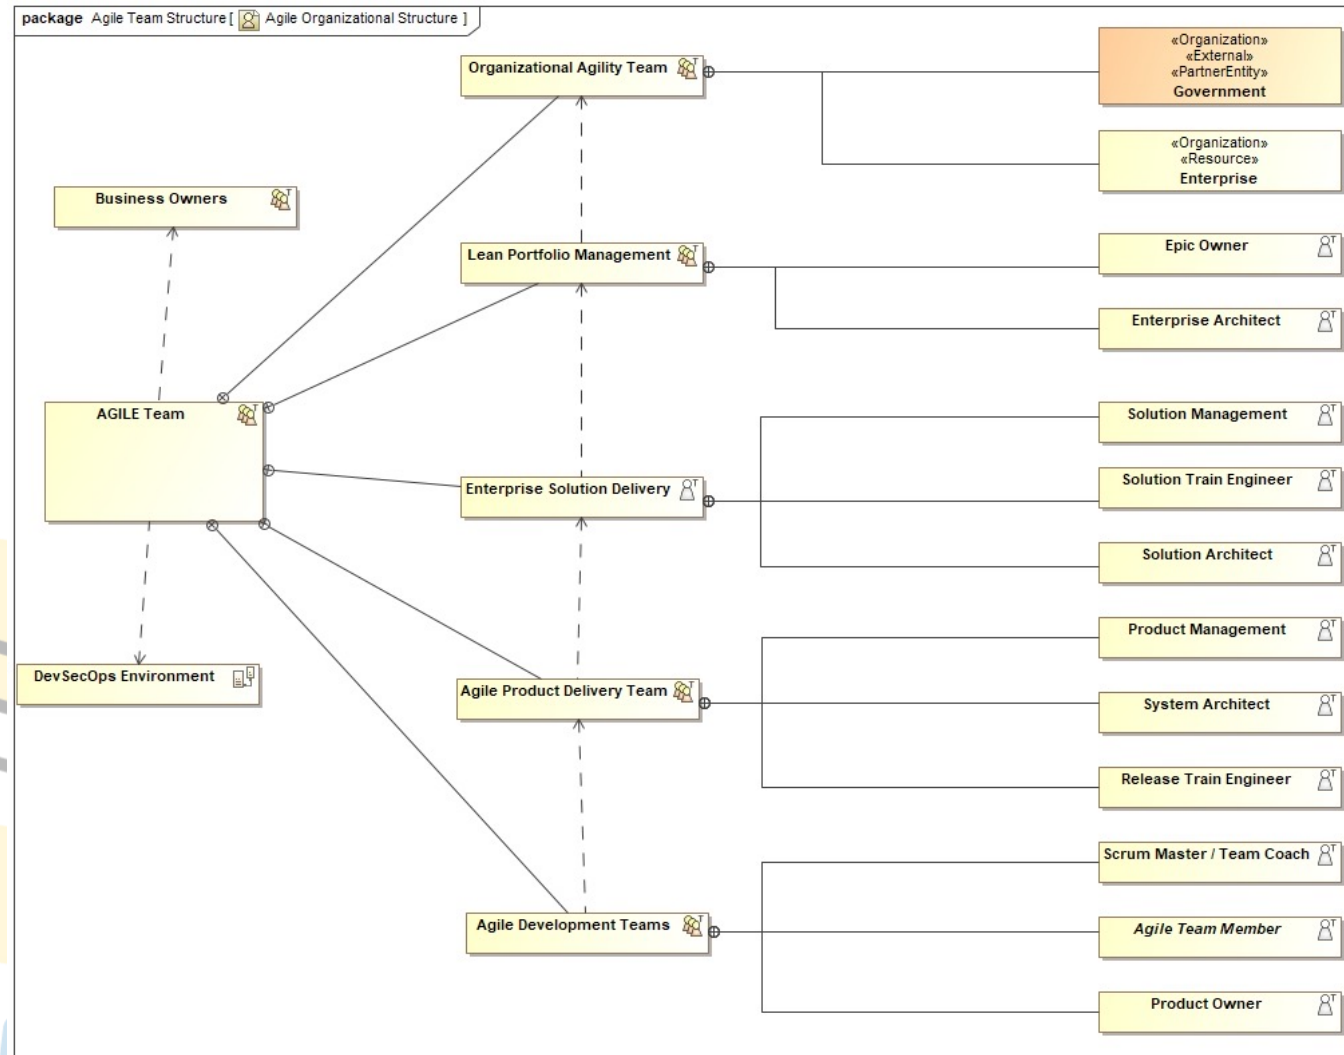 package Agile Team Structure [ Agile Organizational Structure ]
Organizational Agility Team
«Organization»
«External»
«PartnerEntity»
Government
«Organization»
«Resource»
Enterprise
Business Owners
Lean Portfolio Management
Epic Owner
Enterprise Architect
AGILE Team
Solution Management
Enterprise Solution Delivery
Solution Train Engineer
Solution Architect
DevSecOps Environment
Agile Product Delivery Team
Product Management
System Architect
Release Train Engineer
Agile Development Teams
Scrum Master / Team Coach
Agile Team Member
Product Owner